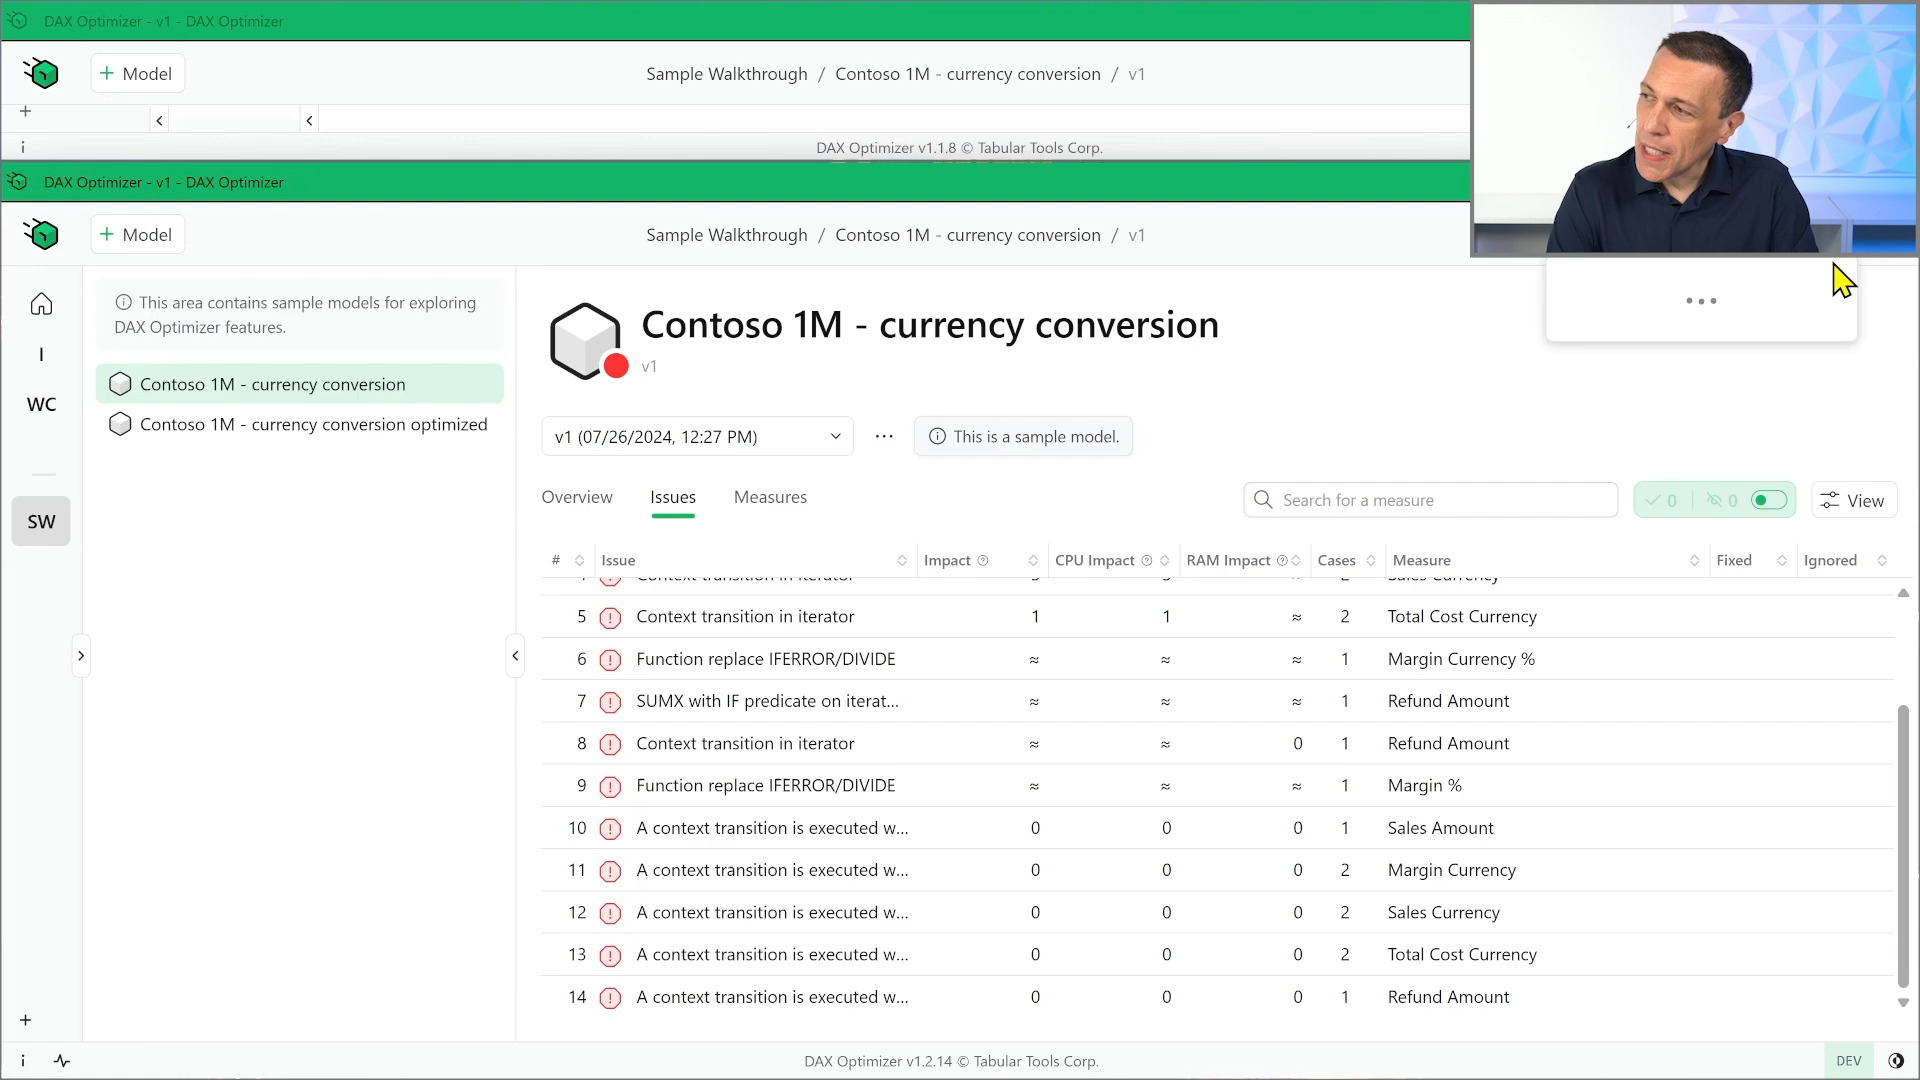 DAX Optimizer - v1 - DAX Optimizer
+ Model
Sample Walkthrough / Contoso 1M - currency conversion / v1
+
i
DAX Optimizer v1.1.8 © Tabular Tools Corp.
DAX Optimizer - v1 - DAX Optimizer
+ Model
Sample Walkthrough / Contoso 1M - currency conversion / v1
This area contains sample models for exploring
DAX Optimizer features.
I
WC
SW
Contoso 1M - currency conversion
Contoso 1M - currency conversion optimized
Contoso 1M - currency conversion
v1
v1 (07/26/2024, 12:27 PM)
This is a sample model.
Overview Issues Measures
Search for a measure
0 0
View
# Issue Impact CPU Impact RAM Impact Cases Measure Fixed Ignored
Context transition in iterator Sales Currency
5 Context transition in iterator 1 1 ≈ 2 Total Cost Currency
6 Function replace IFERROR/DIVIDE ≈ ≈ ≈ 1 Margin Currency %
7 SUMX with IF predicate on iterat... ≈ ≈ ≈ 1 Refund Amount
8 Context transition in iterator ≈ ≈ 0 1 Refund Amount
9 Function replace IFERROR/DIVIDE ≈ ≈ ≈ 1 Margin %
10 A context transition is executed w... 0 0 0 1 Sales Amount
11 A context transition is executed w... 0 0 0 2 Margin Currency
12 A context transition is executed w... 0 0 0 2 Sales Currency
13 A context transition is executed w... 0 0 0 2 Total Cost Currency
14 A context transition is executed w... 0 0 0 1 Refund Amount
+
i
DAX Optimizer v1.2.14 © Tabular Tools Corp.
DEV